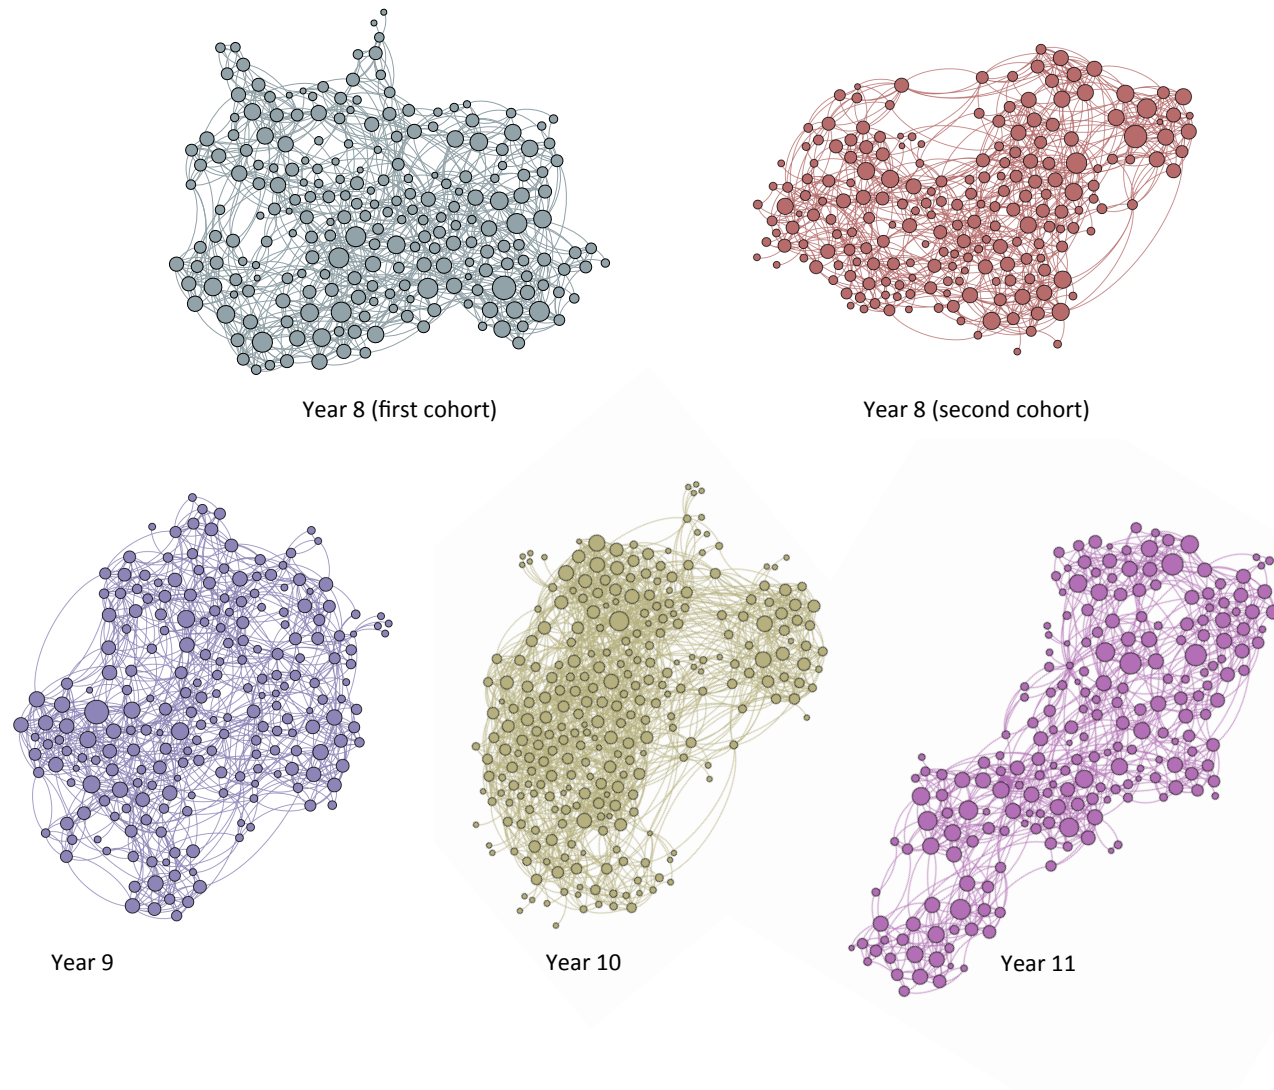 Year 8 (first cohort)
Year 8 (second cohort)
Year 9
Year 10
Year 11